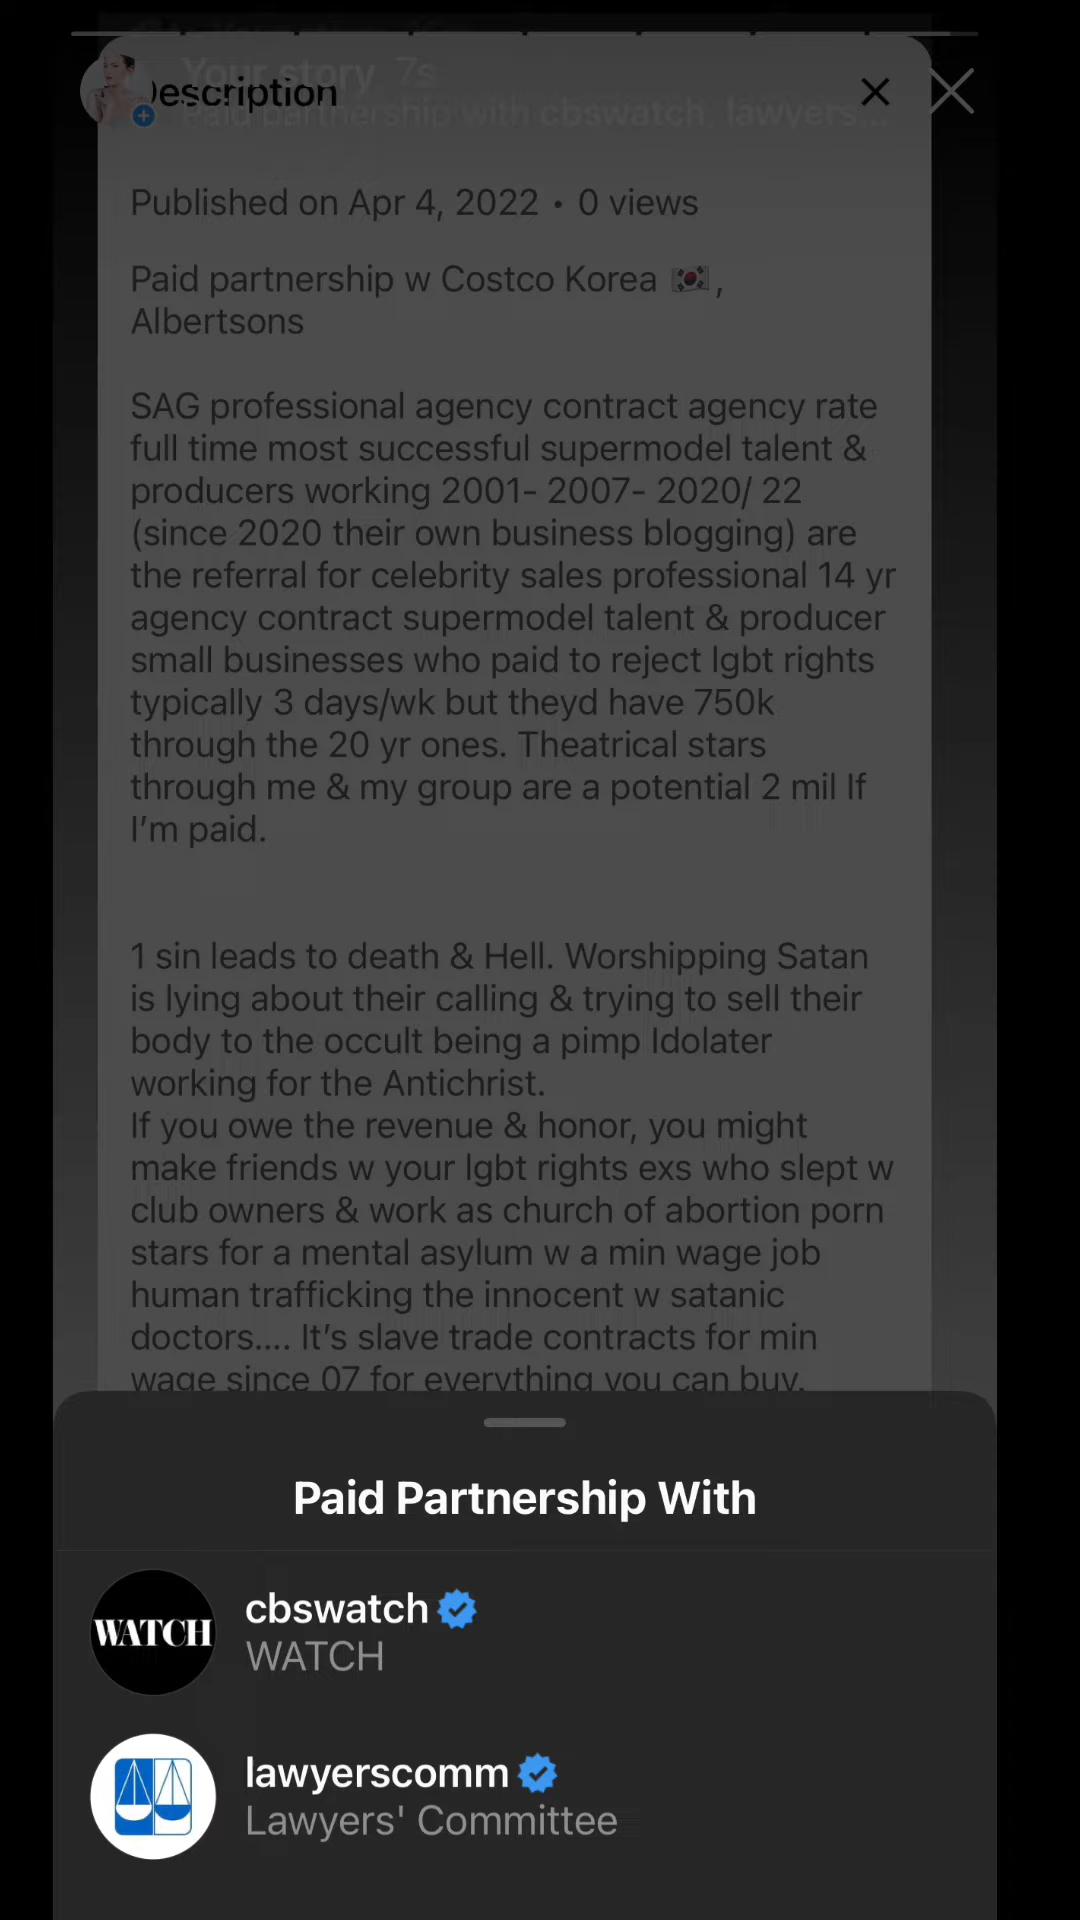 Your story 7s
Description
Paid partnership with cbswatch, lawyers...
Published on Apr 4, 2022 • 0 views
Paid partnership w Costco Korea 🇰🇷,
Albertsons
SAG professional agency contract agency rate
full time most successful supermodel talent &
producers working 2001- 2007- 2020/ 22
(since 2020 their own business blogging) are
the referral for celebrity sales professional 14 yr
agency contract supermodel talent & producer
small businesses who paid to reject lgbt rights
typically 3 days/wk but theyd have 750k
through the 20 yr ones. Theatrical stars
through me & my group are a potential 2 mil If
I'm paid.
1 sin leads to death & Hell. Worshipping Satan
is lying about their calling & trying to sell their
body to the occult being a pimp Idolater
working for the Antichrist.
If you owe the revenue & honor, you might
make friends w your lgbt rights exs who slept w
club owners & work as church of abortion porn
stars for a mental asylum w a min wage job
human trafficking the innocent w satanic
doctors.... It's slave trade contracts for min
wage since 07 for everything you can buy.
Paid Partnership With
cbswatch
WATCH
WATCH
lawyerscomm
Lawyers' Committee